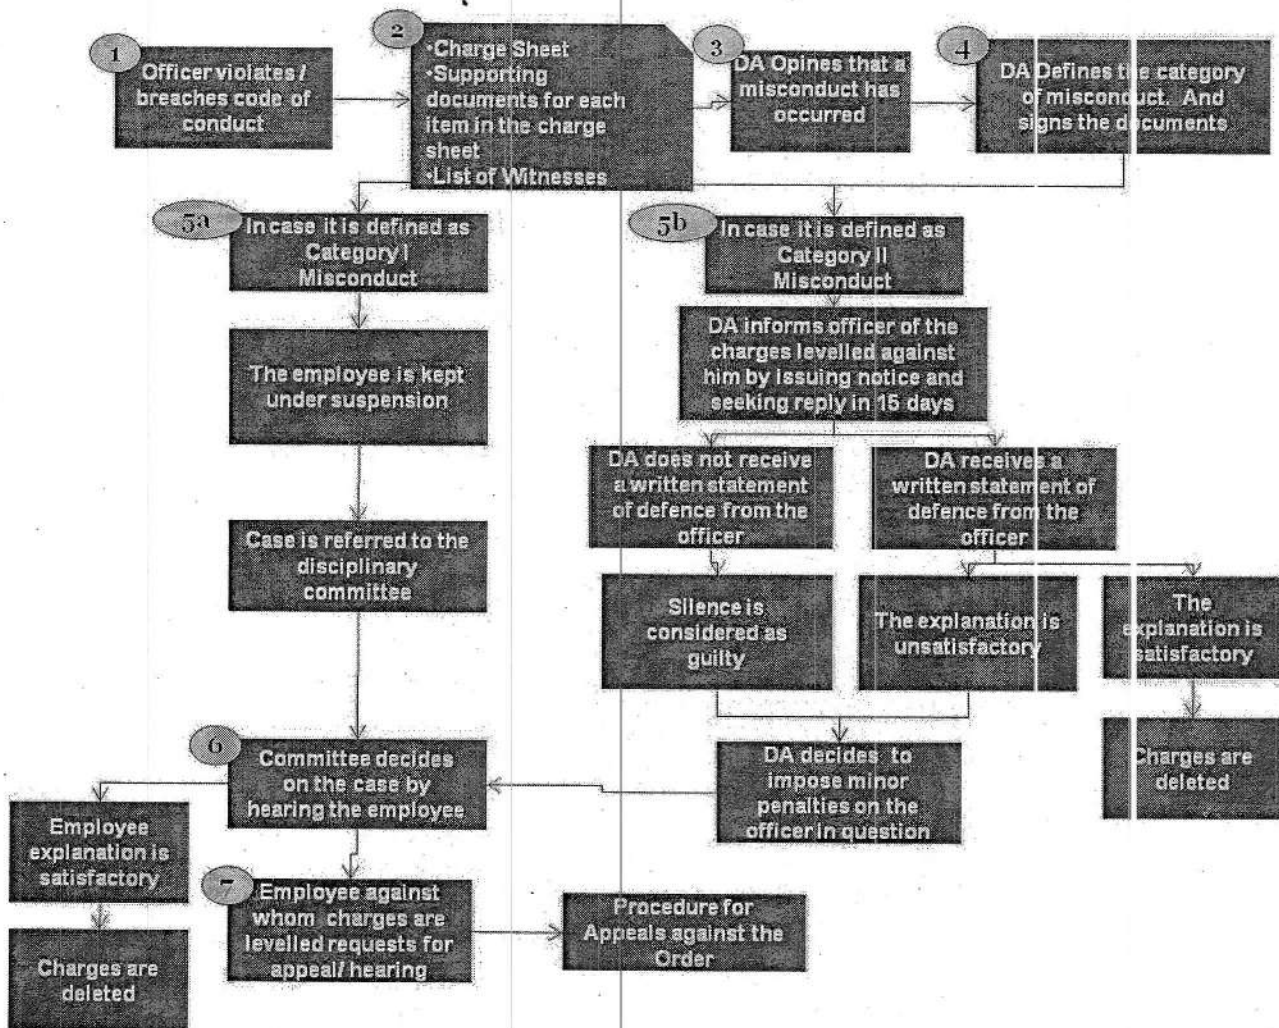 1
Officer violates /
breaches code of
conduct
2
•Charge Sheet
•Supporting
documents for each
item in the charge
sheet
•List of Witnesses
3
DA Opines that a
misconduct has
occurred
4
DA Defines the category
of misconduct. And
signs the documents
5a
In case it is defined as
Category I
Misconduct
The employee is kept
under suspension
Case is referred to the
disciplinary
committee
5b
In case it is defined as
Category II
Misconduct
DA informs officer of the
charges levelled against
him by issuing notice and
seeking reply in 15 days
DA does not receive
a written statement
of defence from the
officer
DA receives a
written statement of
defence from the
officer
Silence is
considered as
guilty
The explanation is
unsatisfactory
The
explanation is
satisfactory
DA decides to
impose minor
penalties on the
officer in question
Charges are
deleted
6
Committee decides
on the case by
hearing the employee
Employee
explanation is
satisfactory
Charges are
deleted
7
Employee against
whom charges are
levelled requests for
appeal/ hearing
Procedure for
Appeals against the
Order